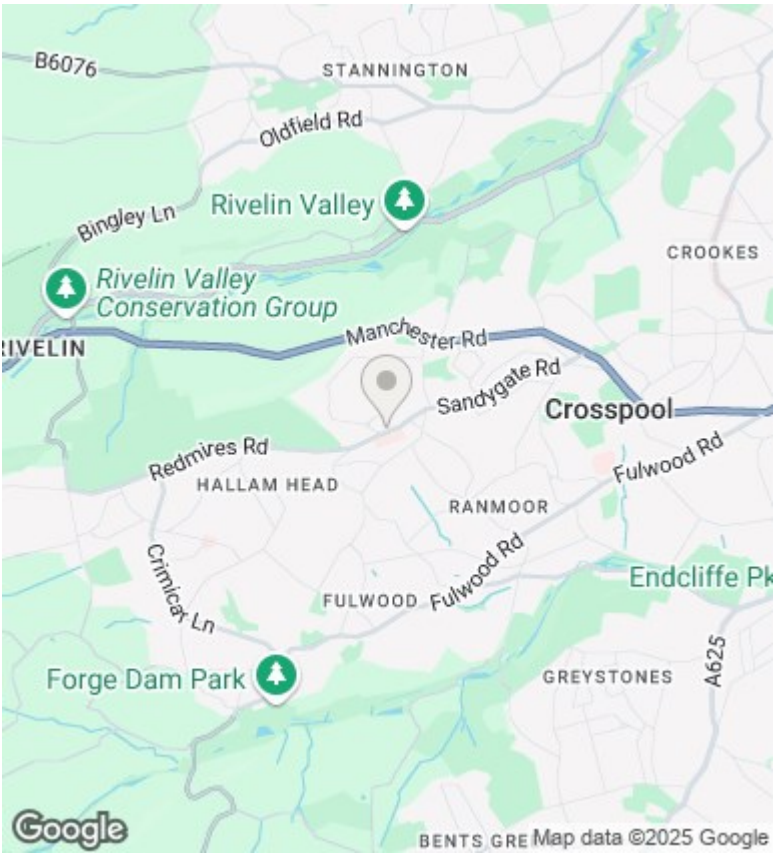 B6076
STANNINGTON
Oldfield Rd
Rivelin Valley
Bingley Ln
CROOKES
Rivelin Valley
Conservation Group
RIVELIN
Manchester Rd
Sandygate Rd
Crosspool
Redmires Rd
Fulwood Rd
HALLAM HEAD
RANMOOR
Crimicar Ln
Fulwood Rd
Endcliffe Pk
FULWOOD
A625
GREYSTONES
Forge Dam Park
Google
BENTS GRE
Map data ©2025 Google